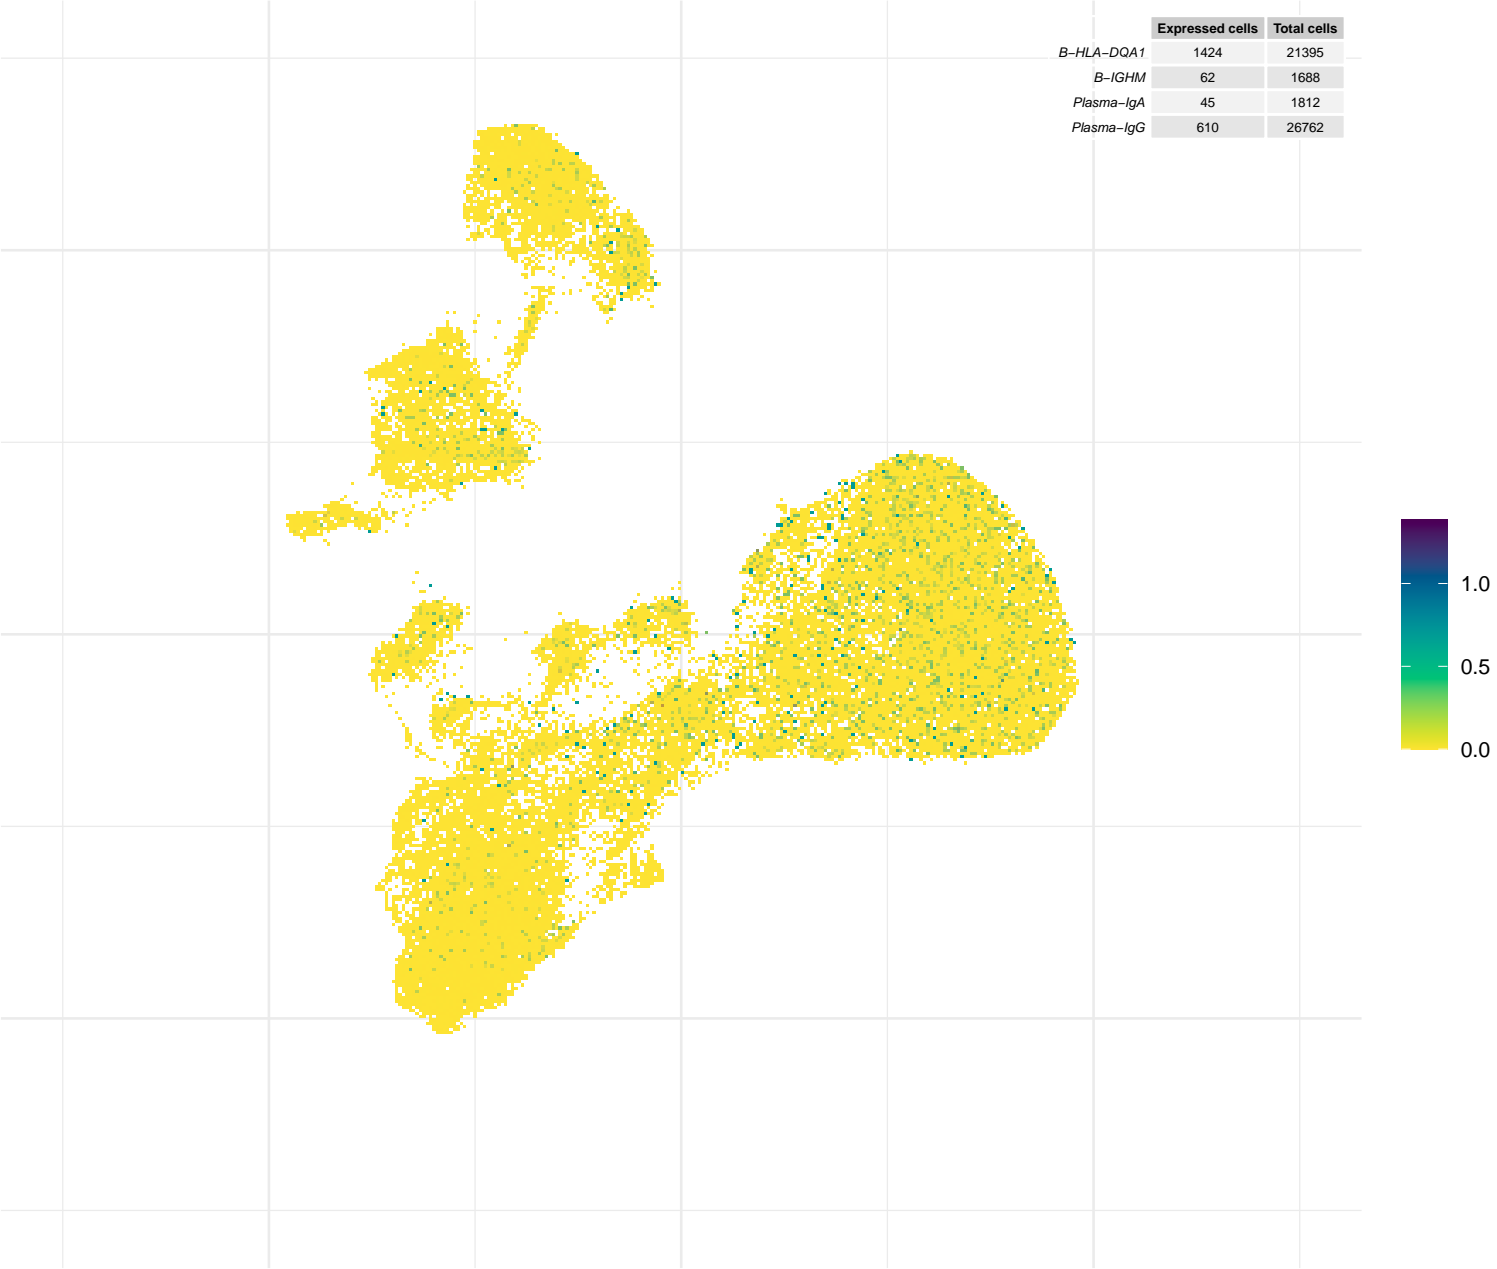 Expressed cells Total cells
B−HLA−DQA1 1424 21395
B−IGHM 62 1688
Plasma−IgA 45 1812
Plasma−IgG 610 26762
1.0
0.5
0.0